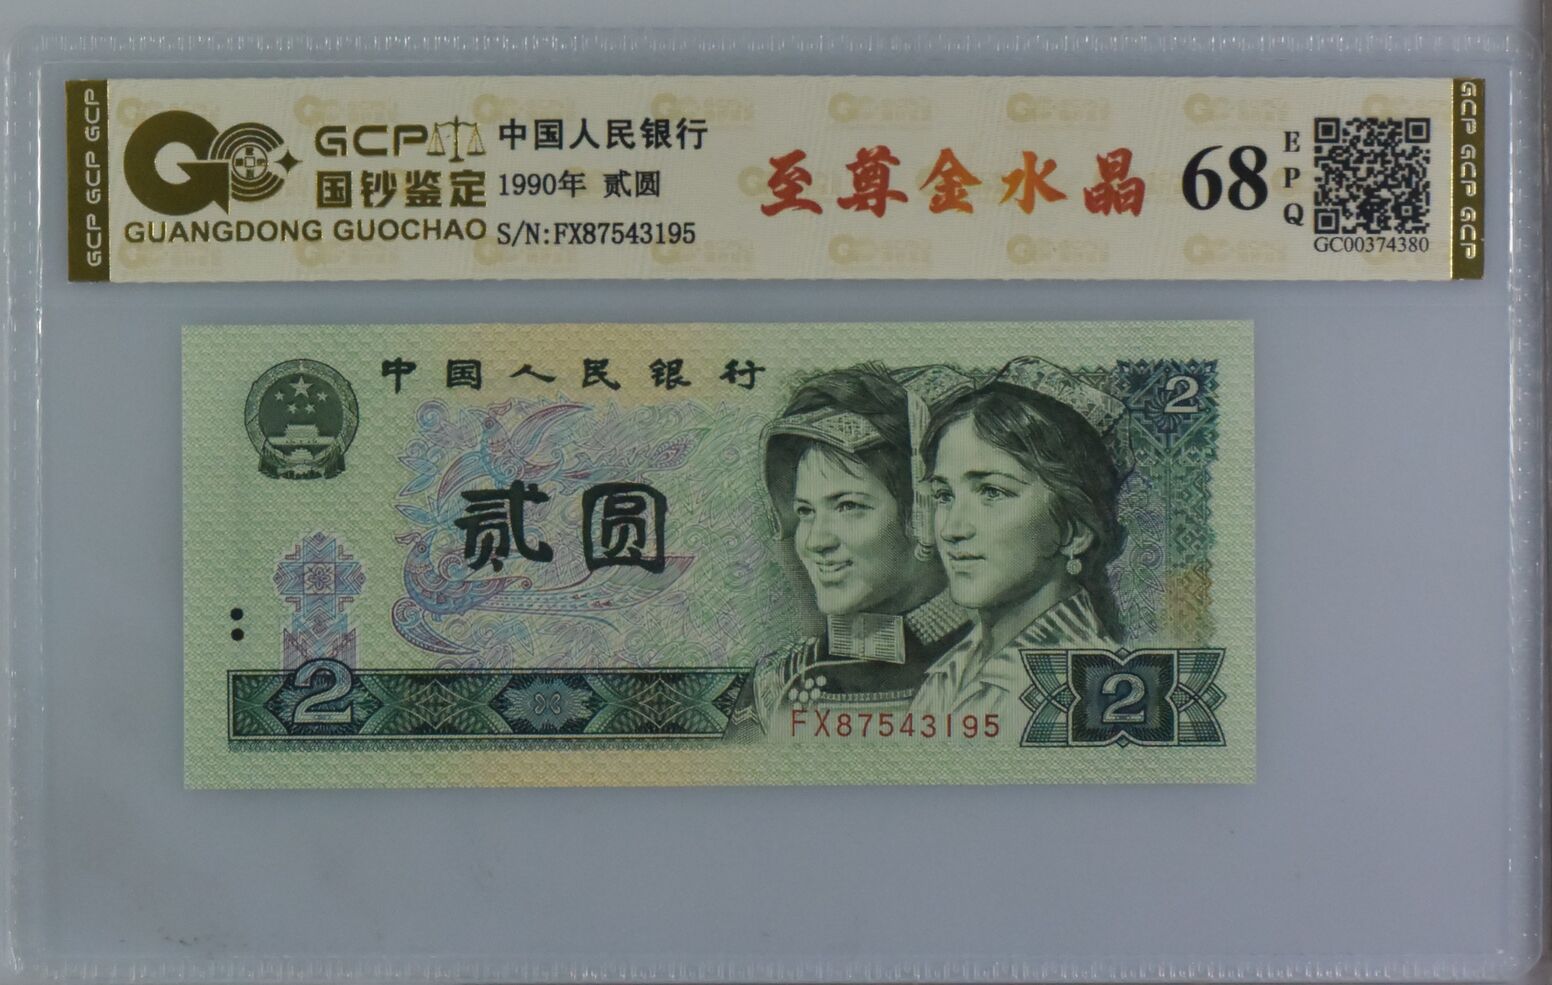 GCP GCP GCP
GCP
国钞鉴定
GUANGDONG GUOCHAO
中国人民银行
1990年 贰圆
S/N:FX87543195
至尊金水晶
68
EPQ
GC00374380
GCP GCP GCP
中国人民银行
2
贰圆
2
FX87543195
2